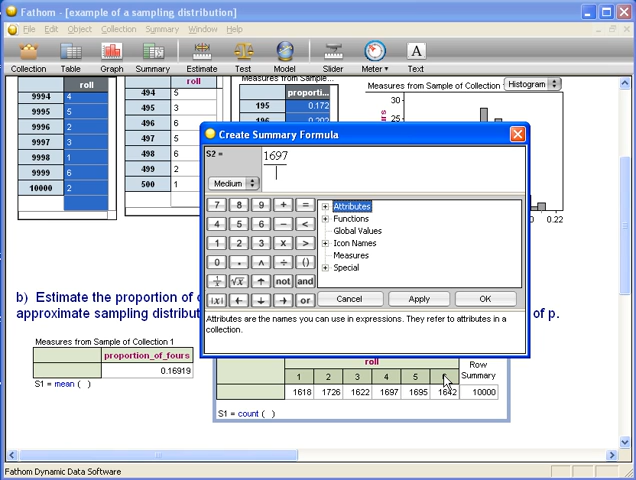 Fathom - [example of a sampling distribution]
File Edit Object Collection Summary Window Help
Collection Table Graph Summary Estimate Test Model Slider Meter Text
roll
9994 4
9995 5
9996 2
9997 3
9998 1
9999 6
10000 2
494 5
495 3
496 6
497 5
498 6
499 2
500 1
Measures from Sample...
proporti...
195 0.172
196 0.202
Measures from Sample of Collection
Histogram
30
25
0.22
Create Summary Formula
S2 =
1697
Medium
7 8 9 + =
4 5 6 − <
1 2 3 × >
0 . ^ ÷ ()
not and
|x| or
Attributes
Functions
Global Values
Icon Names
Measures
Special
Cancel Apply OK
Attributes are the names you can use in expressions. They refer to attributes in a
collection.
b) Estimate the proportion of
approximate sampling distribut
of p.
Measures from Sample of Collection 1
proportion_of_fours
0.16919
S1 = mean ( )
roll
Row
Summary
1 2 3 4 5
1618 1726 1622 1697 1695 1642 10000
S1 = count ( )
Fathom Dynamic Data Software